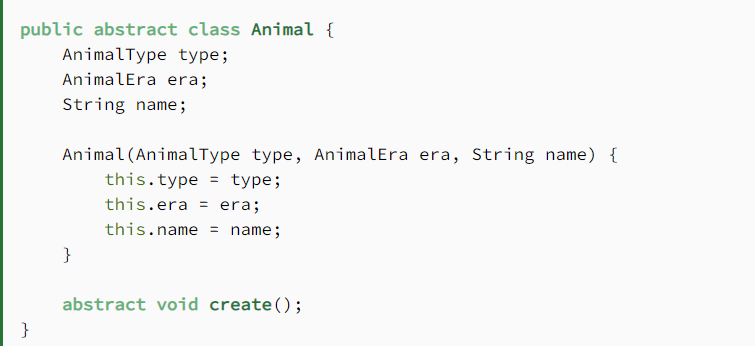 public abstract class Animal {
    AnimalType type;
    AnimalEra era;
    String name;

    Animal(AnimalType type, AnimalEra era, String name) {
        this.type = type;
        this.era = era;
        this.name = name;
    }

    abstract void create();
}